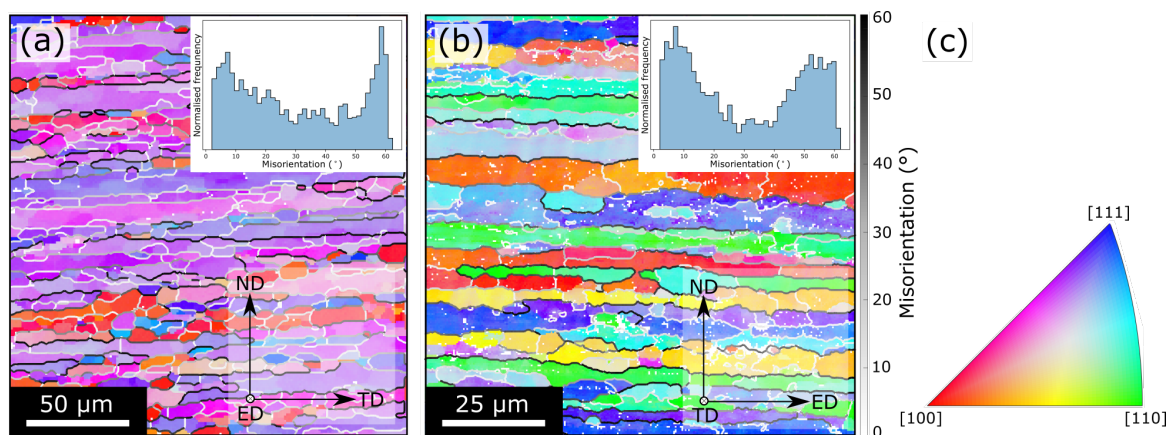 (a)
Normalised frequnency
0 10 20 30 40 50 60
Misorientation (°)
ND
TD
ED
50 µm
(b)
Normalised frequnency
0 10 20 30 40 50 60
Misorientation (°)
ND
ED
TD
25 µm
60
50
40
30
20
10
0
Misorientation (°)
(c)
[111]
[100]
[110]